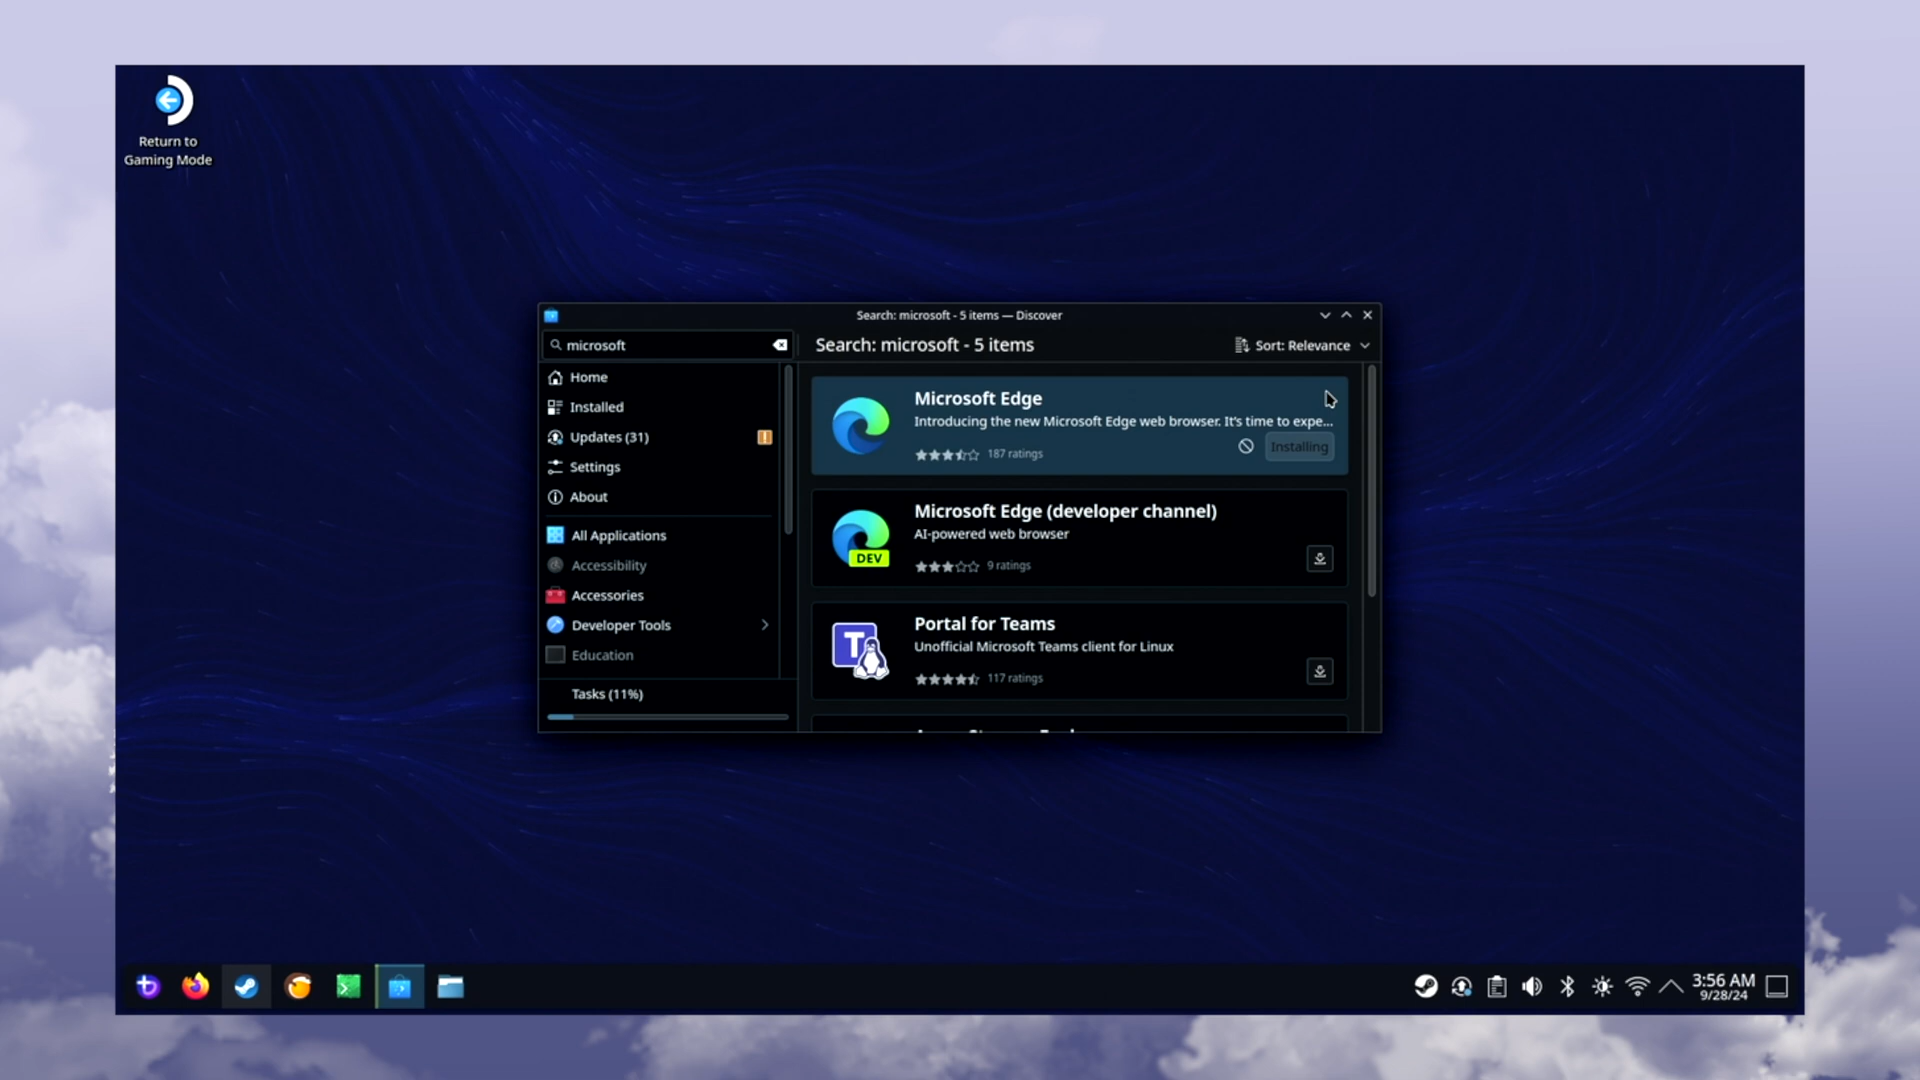 Return to
Gaming Mode
Search: microsoft - 5 items — Discover
microsoft
Search: microsoft - 5 items
Sort: Relevance
Home
Installed
Updates (31)
Settings
About
All Applications
Accessibility
Accessories
Developer Tools
Education
Tasks (11%)
Microsoft Edge
Introducing the new Microsoft Edge web browser. It's time to expe...
187 ratings
Installing
Microsoft Edge (developer channel)
AI-powered web browser
DEV
9 ratings
Portal for Teams
Unofficial Microsoft Teams client for Linux
T
117 ratings
3:56 AM
9/28/24